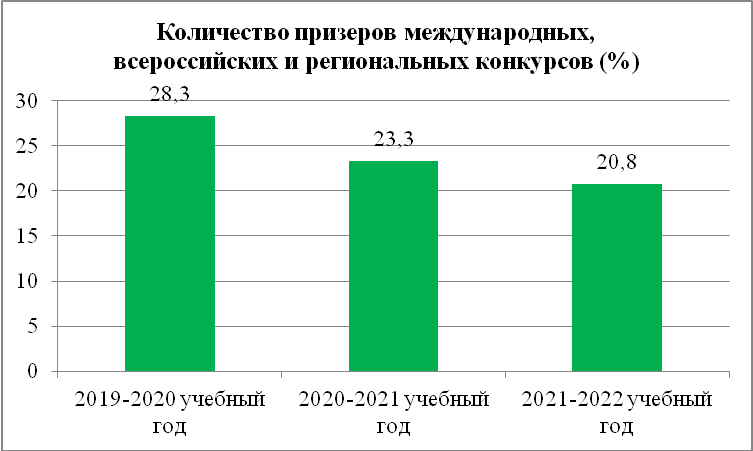 Количество призеров международных,
всероссийских и региональных конкурсов (%)
30
25
20
15
10
5
0
28,3
23,3
20,8
2019-2020 учебный
год
2020-2021 учебный
год
2021-2022 учебный
год